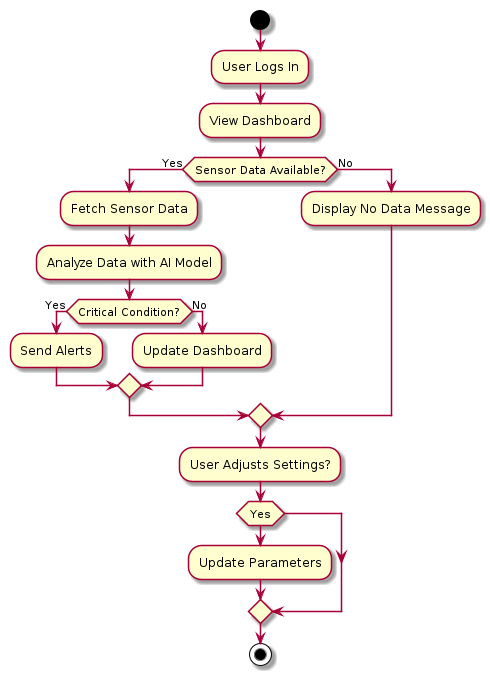 User Logs In
View Dashboard
Yes
Sensor Data Available?
No
Fetch Sensor Data
Display No Data Message
Analyze Data with AI Model
Yes
Critical Condition?
No
Send Alerts
Update Dashboard
User Adjusts Settings?
Yes
Update Parameters